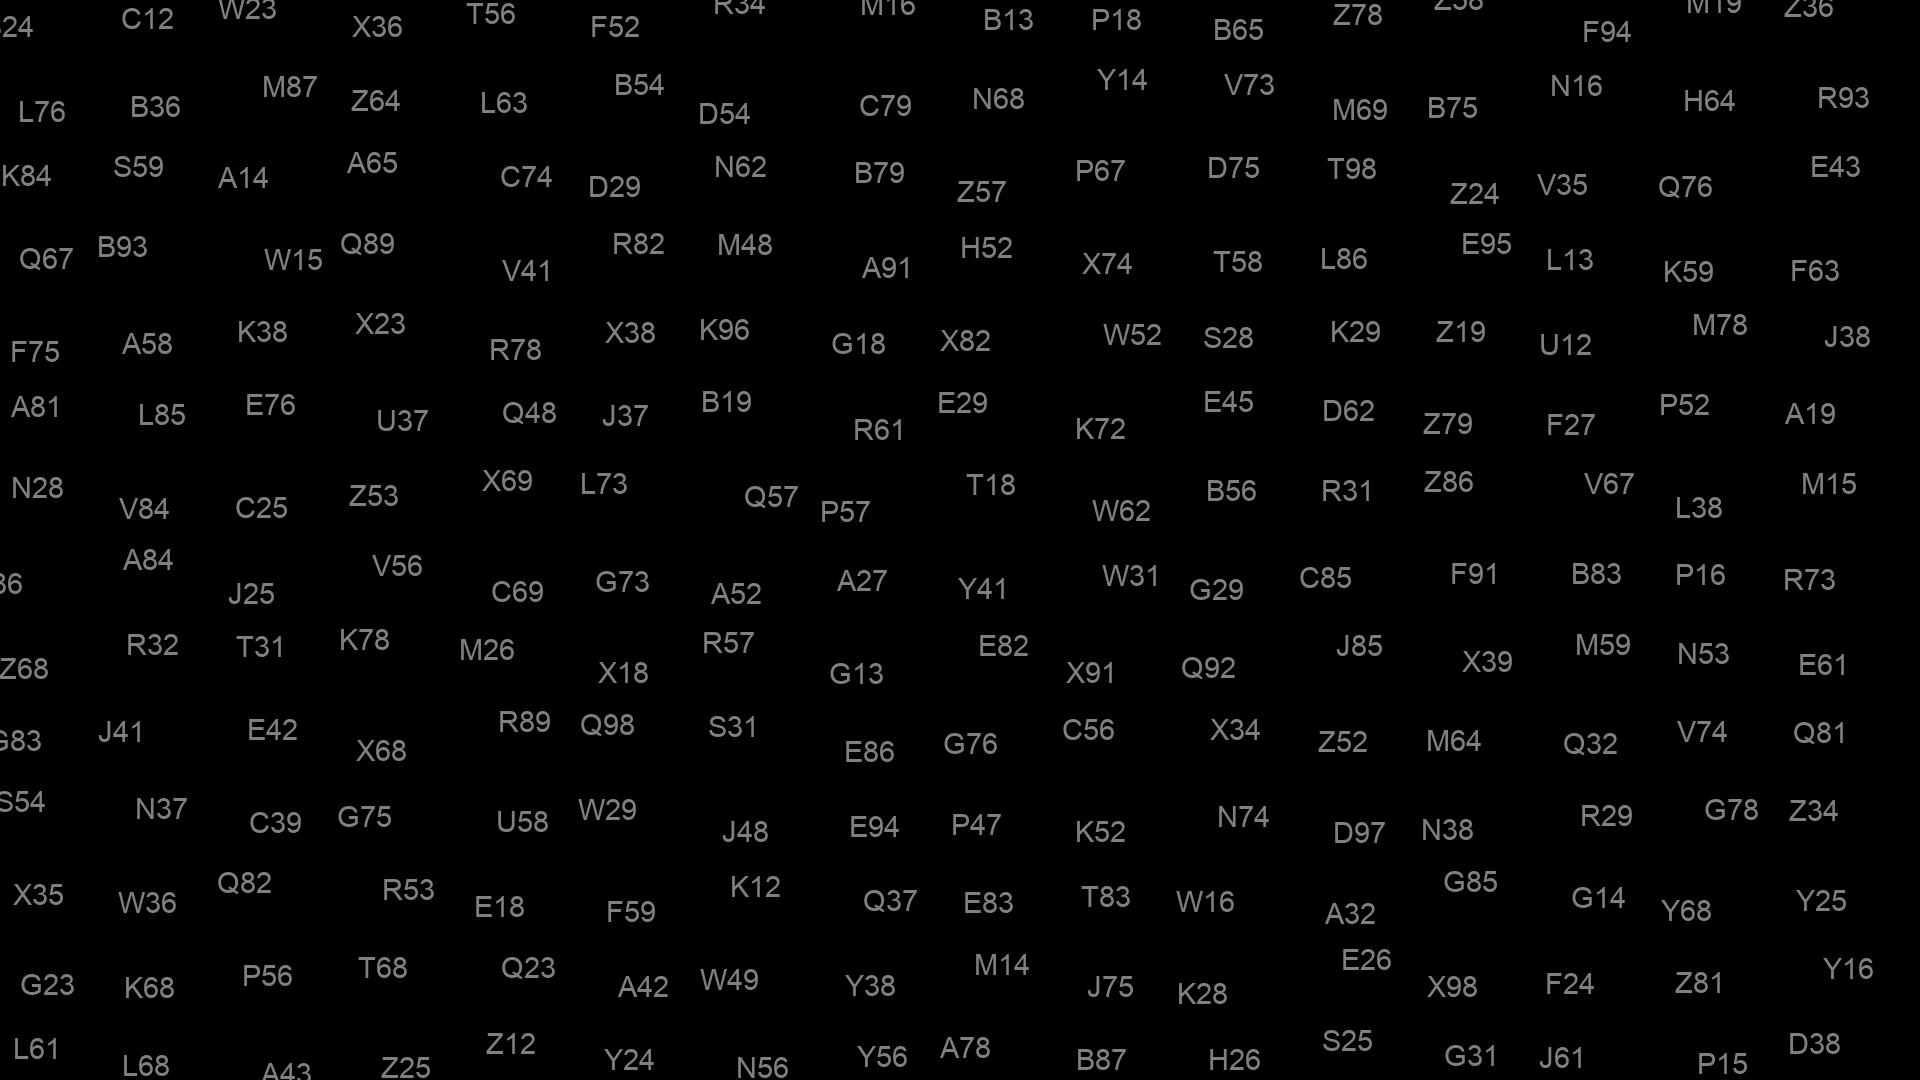 24 C12 W23 X36 T56 F52 R34 M16 B13 P18 B65 Z78 Z58 F94 M19 Z36
L76 B36 M87 Z64 L63 B54 D54 C79 N68 Y14 V73 M69 B75 N16 H64 R93
K84 S59 A14 A65 C74 D29 N62 B79 Z57 P67 D75 T98 Z24 V35 Q76 E43
Q67 B93 W15 Q89 V41 R82 M48 A91 H52 X74 T58 L86 E95 L13 K59 F63
F75 A58 K38 X23 R78 X38 K96 G18 X82 W52 S28 K29 Z19 U12 M78 J38
A81 L85 E76 U37 Q48 J37 B19 R61 E29 K72 E45 D62 Z79 F27 P52 A19
N28 V84 C25 Z53 X69 L73 Q57 P57 T18 W62 B56 R31 Z86 V67 L38 M15
36 A84 J25 V56 C69 G73 A52 A27 Y41 W31 G29 C85 F91 B83 P16 R73
Z68 R32 T31 K78 M26 X18 R57 G13 E82 X91 Q92 J85 X39 M59 N53 E61
G83 J41 E42 X68 R89 Q98 S31 E86 G76 C56 X34 Z52 M64 Q32 V74 Q81
S54 N37 C39 G75 U58 W29 J48 E94 P47 K52 N74 D97 N38 R29 G78 Z34
X35 W36 Q82 R53 E18 F59 K12 Q37 E83 T83 W16 A32 G85 G14 Y68 Y25
G23 K68 P56 T68 Q23 A42 W49 Y38 M14 J75 K28 E26 X98 F24 Z81 Y16
L61 L68 A43 Z25 Z12 Y24 N56 Y56 A78 B87 H26 S25 G31 J61 P15 D38